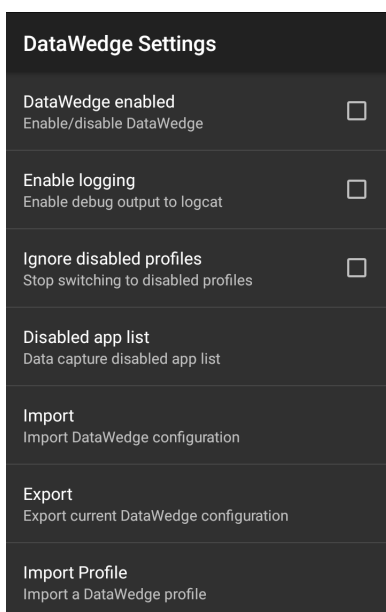 DataWedge Settings
DataWedge enabled
Enable/disable DataWedge
Enable logging
Enable debug output to logcat
Ignore disabled profiles
Stop switching to disabled profiles
Disabled app list
Data capture disabled app list
Import
Import DataWedge configuration
Export
Export current DataWedge configuration
Import Profile
Import a DataWedge profile